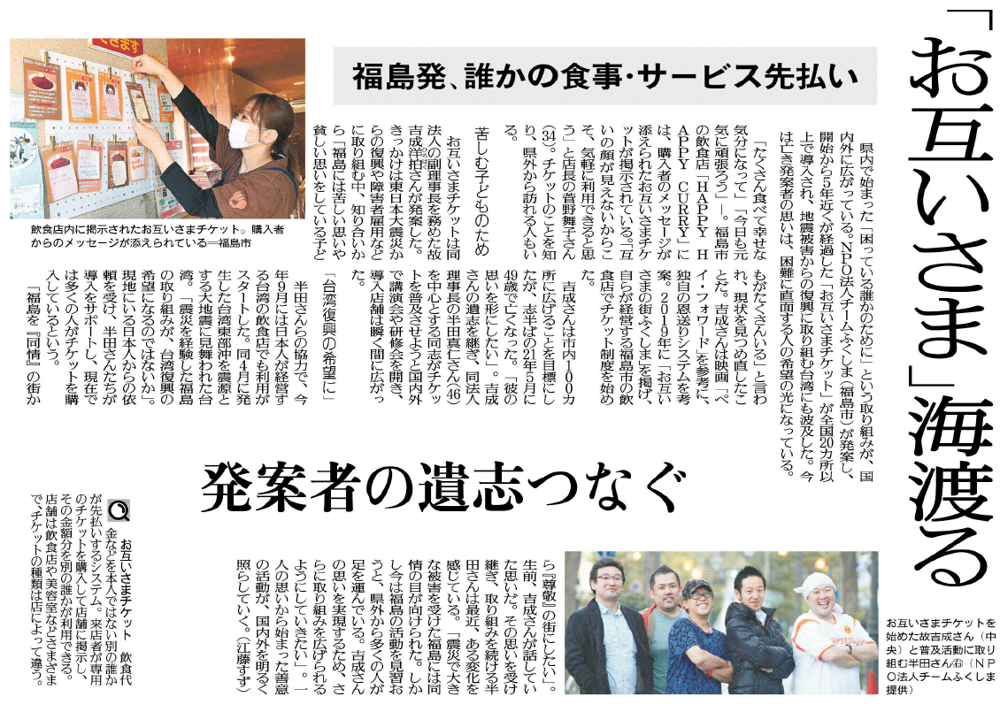 「お互いさま」海渡る
福島発、誰かの食事・サービス先払い
県内で始まった「困っている誰かのために」という取り組みが、国
内外に広がっている。NPO法人チームふくしま（福島市）が発案し、
開始から5年近くが経過した「お互いさまチケット」が全国20カ所以
上で導入され、地震被害からの復興に取り組む台湾にも波及した。今
は亡き発案者の思いは、困難に直面する人の希望の光になっている。
「たくさん食べて幸せな
気分になって」「今日も元
気に頑張ろう」―。福島市
の飲食店「HAPPY H
APPY CURRY」に
は、購入者のメッセージが
添えられたお互いさまチケ
ットが掲示されている。「互
いの顔が見えないからこ
そ、気軽に利用できると思
う」と店長の菅野舞子さん
（34）。チケットのことを知
り、県外から訪れる人もい
る。
苦しむ子どものため
お互いさまチケットは同
法人の副理事長を務めた故
吉成洋拍さんが発案した。
きっかけは東日本大震災か
らの復興や障害者雇用など
に取り組む中、知り合いか
ら「福島には苦しい思いや
貧しい思いをしている子ど
もがたくさんいる」と言わ
れ、現状を見つめ直したこ
とだ。吉成さんは映画「ペ
イ・フォワード」を参考に、
独自の恩送りシステムを考
案。2019年に「お互い
さまの街ふくしま」を掲げ、
自らが経営する福島市の飲
食店でチケット制度を始め
た。
吉成さんは市内100カ
所に広げることを目標にし
たが、志半ばの21年5月に
49歳で亡くなった。「彼の
思いを形にしたい」。吉成
さんの遺志を継ぎ、同法人
理事長の半田真仁さん（46）
を中心とする同志がチケッ
トを普及させようと国内外
で講演会や研修会を開き、
導入店舗は瞬く間に広がっ
た。
「台湾復興の希望に」
半田さんらの協力で、今
年9月には日本人が経営す
る台湾の飲食店でも利用が
スタートした。同4月に発
生した台湾東部沖を震源と
する大地震に見舞われた台
湾。「震災を経験した福島
の取り組みが、台湾復興の
希望になるのではないか」。
現地にいる日本人からの依
頼を受け、半田さんたちが
導入をサポートし、現在で
は多くの人がチケットを購
入しているという。
「福島を『同情』の街か
ら『尊敬』の街にしたい」。
生前、吉成さんが話してい
た思いだ。その思いを受け
継ぎ、取り組みを続ける半
田さんは最近、ある変化を
感じている。「震災で大き
な被害を受けた福島には同
情の目が向けられた。しか
し今は福島の活動を見習お
うと、県外から多くの人が
足を運んでいる。吉成さん
の思いを実現するため、さ
らに取り組みを広げられる
ようにしていきたい」。一
人の思いから始まった善意
の活動が、国内外を明るく
照らしていく。（江藤すず）
発案者の遺志つなぐ
できます
飲食店内に掲示されたお互いさまチケット。購入者
からのメッセージが添えられている＝福島市
お互いさまチケットを
始めた故吉成さん（中
央）と普及活動に取り
組む半田さん㊨（NP
O法人チームふくしま
提供）
お互いさまチケット 飲食代
金などを本人ではない別の誰か
が先払いするシステム。来店者が専用
のチケットを購入して店舗に掲示し、
その金額分を別の誰かが利用できる。
店舗は飲食店や美容室などさまざま
で、チケットの種類は店によって違う。